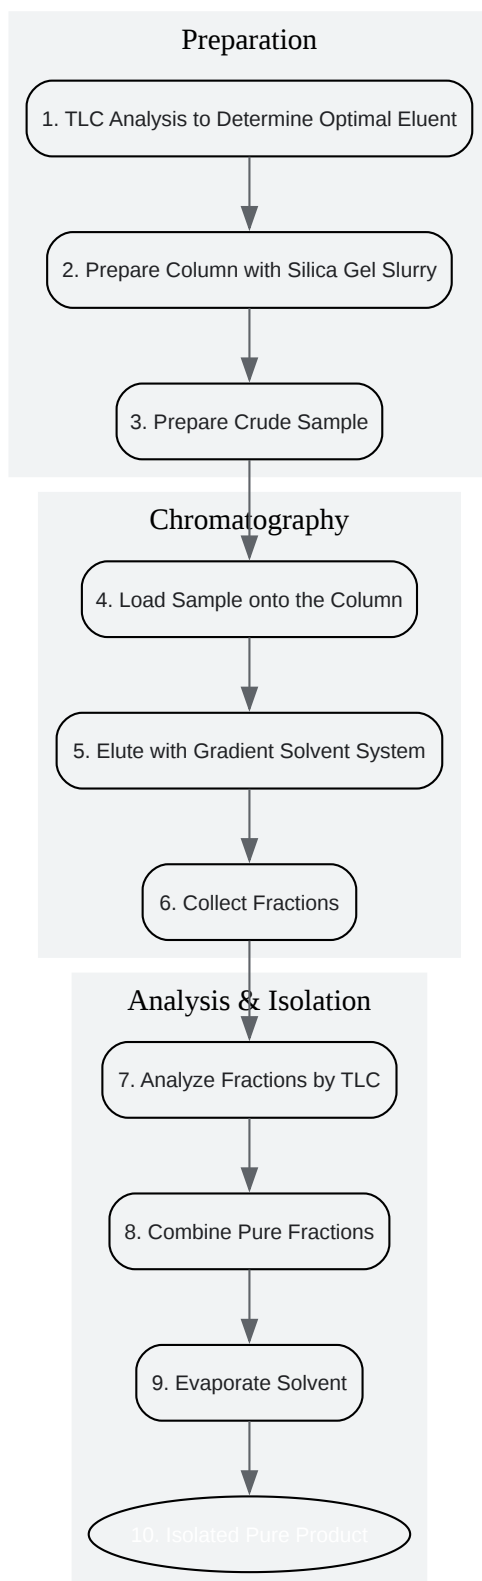 Preparation
1. TLC Analysis to Determine Optimal Eluent
2. Prepare Column with Silica Gel Slurry
3. Prepare Crude Sample
Chromatography
4. Load Sample onto the Column
5. Elute with Gradient Solvent System
6. Collect Fractions
Analysis & Isolation
7. Analyze Fractions by TLC
8. Combine Pure Fractions
9. Evaporate Solvent
10. Isolated Pure Product